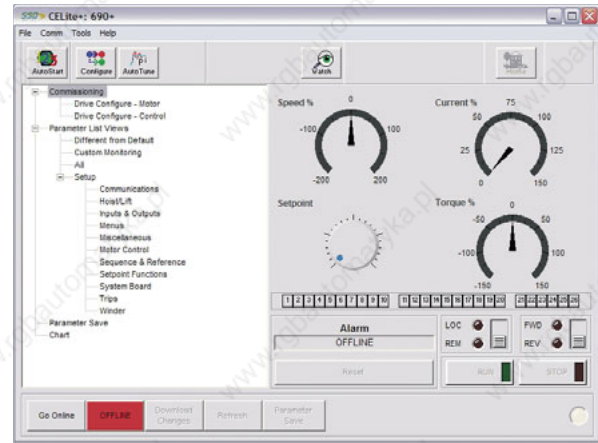 SSD CELite+: 690+
File Comm Tools Help
AutoStart Configure AutoTune Watch Home
Commissioning
Drive Configure - Motor
Drive Configure - Control
Parameter List Views
Different from Default
Custom Monitoring
All
Setup
Communications
Hoist/Lift
Inputs & Outputs
Menus
Miscellaneous
Motor Control
Sequence & Reference
Setpoint Functions
System Board
Trips
Winder
Parameter Save
Chart
Speed %
0
-100 100
-200 200
Current %
75
50 100
25 125
0 150
Setpoint
Torque %
0
-50 50
-100 100
-150 150
1 2 3 4 5 6 7 8 9 10 11 12 13 14 15 16 17 18 19 20 21 22 23 24 25 26
Alarm
OFFLINE
Reset
LOC
REM
FWD
REV
RUN STOP
Go Online OFFLINE Download Changes Refresh Parameter Save
www.rgbautomatyka.pl